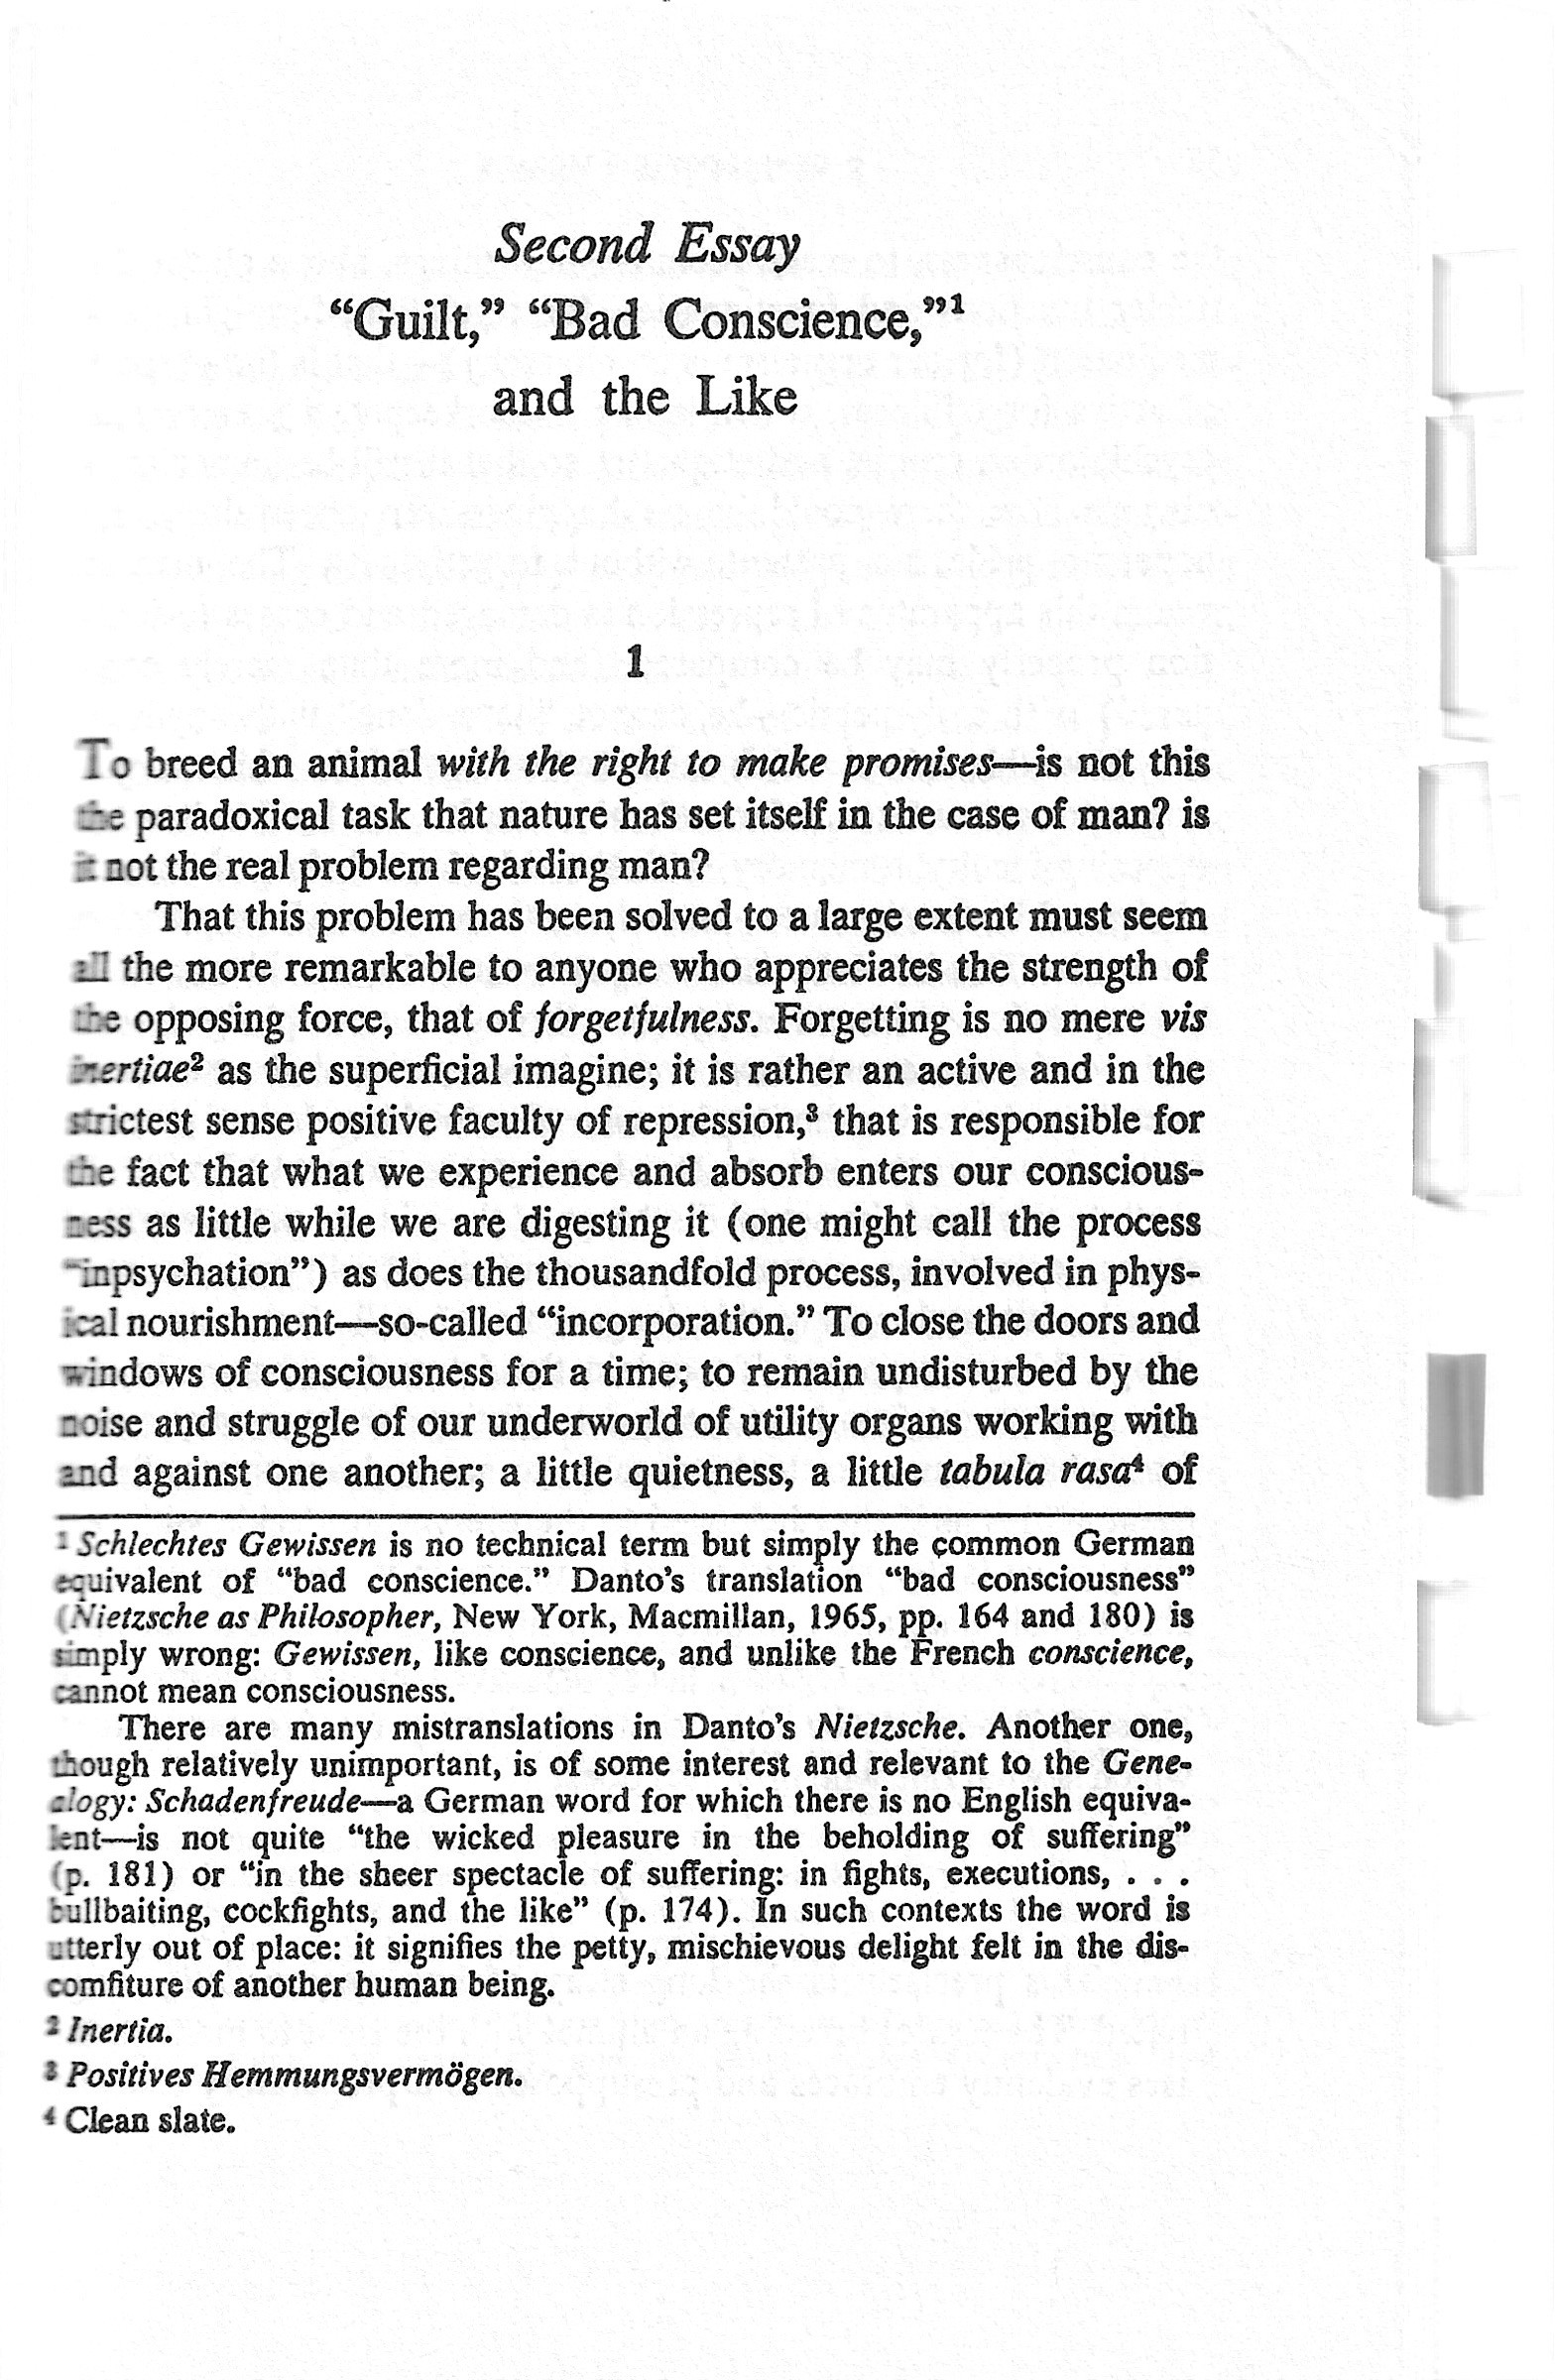 Second Essay
“Guilt,” “Bad Conscience,”1
and the Like
1
To breed an animal with the right to make promises—is not this
the paradoxical task that nature has set itself in the case of man? is
it not the real problem regarding man?
That this problem has been solved to a large extent must seem
all the more remarkable to anyone who appreciates the strength of
the opposing force, that of forgetfulness. Forgetting is no mere vis
inertiae2 as the superficial imagine; it is rather an active and in the
strictest sense positive faculty of repression,3 that is responsible for
the fact that what we experience and absorb enters our conscious-
ness as little while we are digesting it (one might call the process
“inpsychation”) as does the thousandfold process, involved in phys-
ical nourishment—so-called “incorporation.” To close the doors and
windows of consciousness for a time; to remain undisturbed by the
noise and struggle of our underworld of utility organs working with
and against one another; a little quietness, a little tabula rasa4 of
1 Schlechtes Gewissen is no technical term but simply the common German
equivalent of “bad conscience.” Danto’s translation “bad consciousness”
(Nietzsche as Philosopher, New York, Macmillan, 1965, pp. 164 and 180) is
simply wrong: Gewissen, like conscience, and unlike the French conscience,
cannot mean consciousness.
There are many mistranslations in Danto’s Nietzsche. Another one,
though relatively unimportant, is of some interest and relevant to the Gene-
alogy: Schadenfreude—a German word for which there is no English equiva-
lent—is not quite “the wicked pleasure in the beholding of suffering”
(p. 181) or “in the sheer spectacle of suffering: in fights, executions, . . .
bullbaiting, cockfights, and the like” (p. 174). In such contexts the word is
utterly out of place: it signifies the petty, mischievous delight felt in the dis-
comfiture of another human being.
2 Inertia.
3 Positives Hemmungsvermögen.
4 Clean slate.